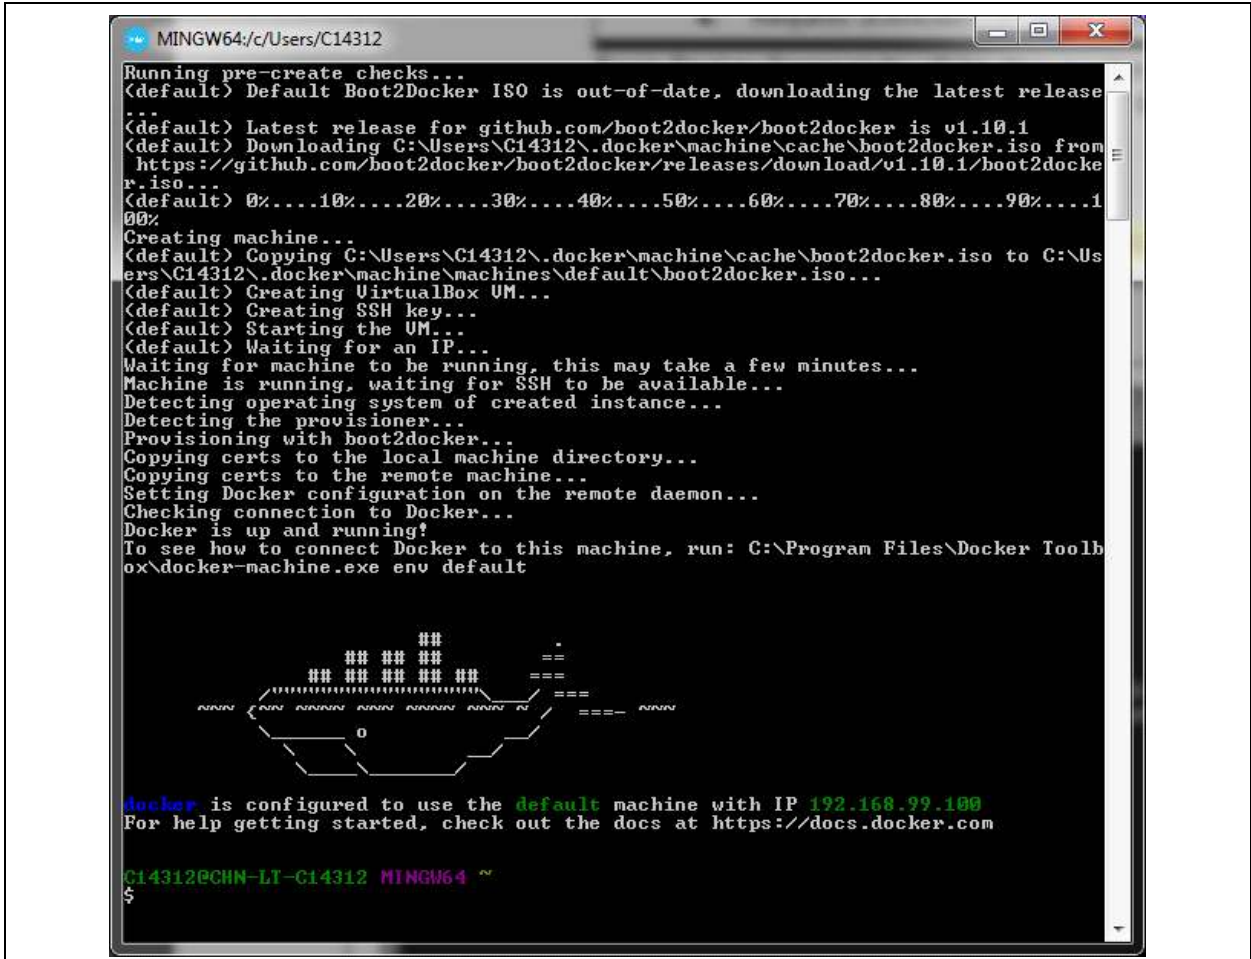 MINGW64:/c/Users/C14312
Running pre-create checks...
(default) Default Boot2Docker ISO is out-of-date, downloading the latest release
...
(default) Latest release for github.com/boot2docker/boot2docker is v1.10.1
(default) Downloading C:\Users\C14312\.docker\machine\cache\boot2docker.iso from
 https://github.com/boot2docker/boot2docker/releases/download/v1.10.1/boot2docke
r.iso...
(default) 0%....10%....20%....30%....40%....50%....60%....70%....80%....90%....1
00%
Creating machine...
(default) Copying C:\Users\C14312\.docker\machine\cache\boot2docker.iso to C:\Us
ers\C14312\.docker\machine\machines\default\boot2docker.iso...
(default) Creating VirtualBox VM...
(default) Creating SSH key...
(default) Starting the VM...
(default) Waiting for an IP...
Waiting for machine to be running, this may take a few minutes...
Machine is running, waiting for SSH to be available...
Detecting operating system of created instance...
Detecting the provisioner...
Provisioning with boot2docker...
Copying certs to the local machine directory...
Copying certs to the remote machine...
Setting Docker configuration on the remote daemon...
Checking connection to Docker...
Docker is up and running!
To see how to connect Docker to this machine, run: C:\Program Files\Docker Toolb
ox\docker-machine.exe env default
                        ##         .
                  ## ## ##        ==
               ## ## ## ## ##    ===
           /"""""""""""""""""\___/ ===
      ~~~ {~~ ~~~~ ~~~ ~~~~ ~~~ ~ /  ===- ~~~
           \______ o           __/
             \    \         __/
              \____\_______/
docker is configured to use the default machine with IP 192.168.99.100
For help getting started, check out the docs at https://docs.docker.com
C14312@CHN-LT-C14312 MINGW64 ~
$